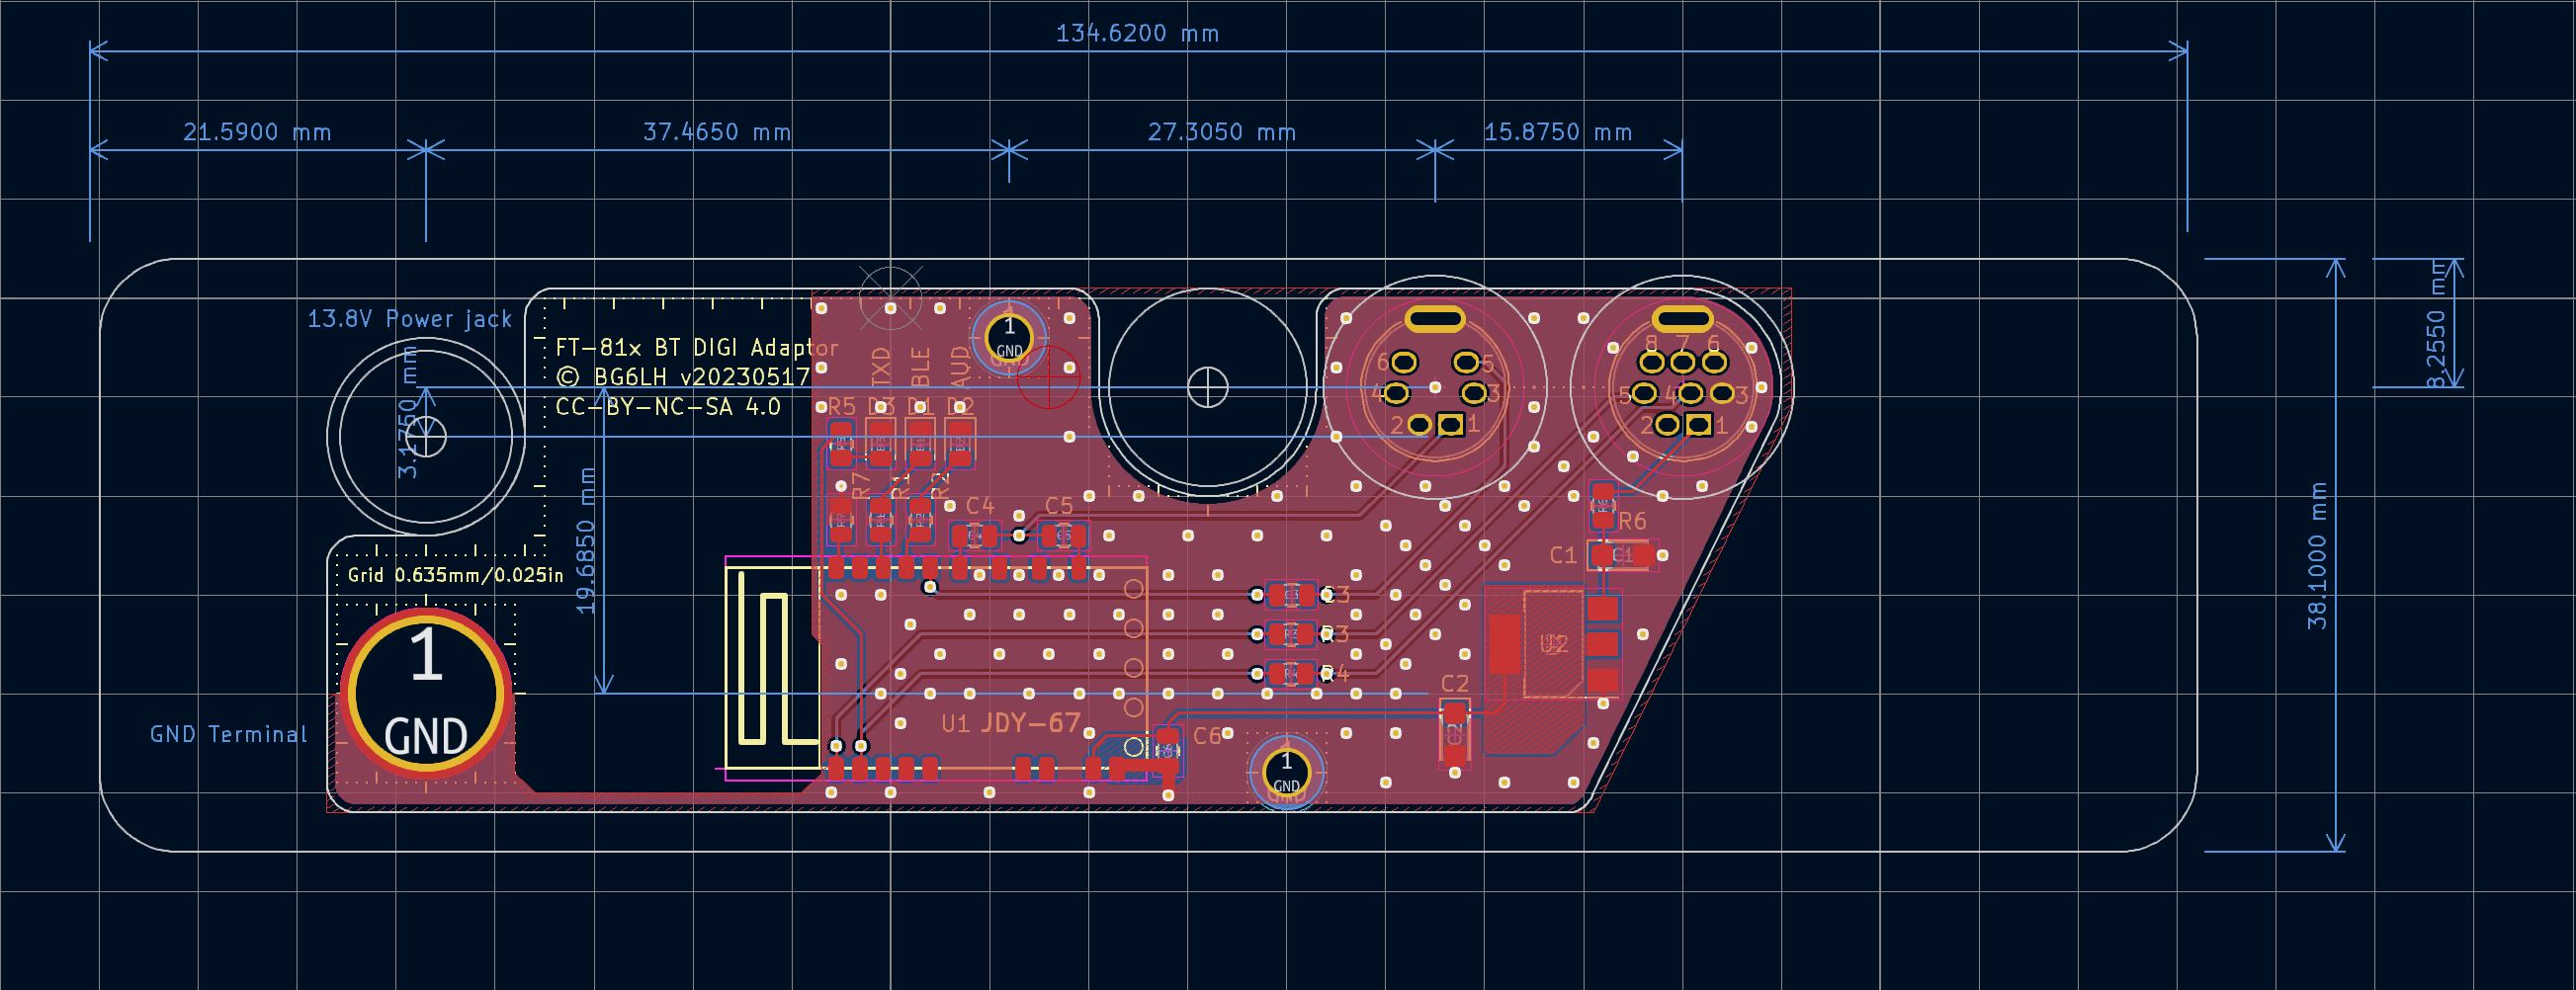 134.6200 mm
21.5900 mm
37.4650 mm
27.3050 mm
15.8750 mm
8.2550 mm
13.8V Power jack
1
GND
FT-81x BT DIGI Adaptor
© BG6LH v20230517
CC-BY-NC-SA 4.0
TXD
BLE
AUD
R5 D3 D1 D2
6 5
4 3
2 1
8 7 6
5 4 3
2 1
3.1750 mm
R7 R1 R2
C4 C5
R6
C1
Grid 0.635mm/0.025in
19.6850 mm
38.1000 mm
C3
R3
R4
U2
1
GND
GND Terminal
C2
U1 JDY-67
C6
1
GND